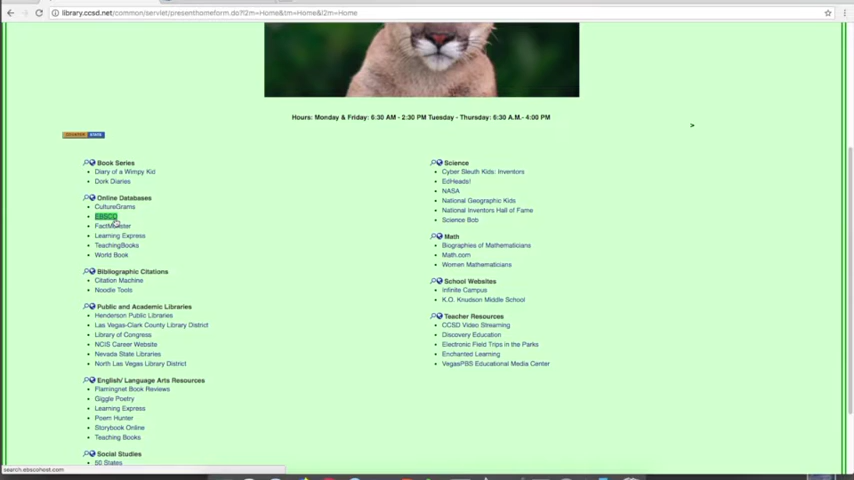 library.ccsd.net/common/servlet/presenthomeform.do?l2m=Home&tm=Home&l2m=Home
Hours: Monday & Friday: 6:30 AM - 2:30 PM Tuesday - Thursday: 6:30 A.M.- 4:00 PM
>
COUNTER STATS
Book Series
Diary of a Wimpy Kid
Dork Diaries
Online Databases
CultureGrams
EBSCO
FactMonster
Learning Express
TeachingBooks
World Book
Bibliographic Citations
Citation Machine
Noodle Tools
Public and Academic Libraries
Henderson Public Libraries
Las Vegas-Clark County Library District
Library of Congress
NCIS Career Website
Nevada State Libraries
North Las Vegas Library District
English/ Language Arts Resources
Flamingnet Book Reviews
Giggle Poetry
Learning Express
Poem Hunter
Storybook Online
Teaching Books
Social Studies
50 States
Science
Cyber Sleuth Kids: Inventors
EdHeads!
NASA
National Geographic Kids
National Inventors Hall of Fame
Science Bob
Math
Biographies of Mathematicians
Math.com
Women Mathematicians
School Websites
Infinite Campus
K.O. Knudson Middle School
Teacher Resources
CCSD Video Streaming
Discovery Education
Electronic Field Trips in the Parks
Enchanted Learning
VegasPBS Educational Media Center
search.ebscohost.com